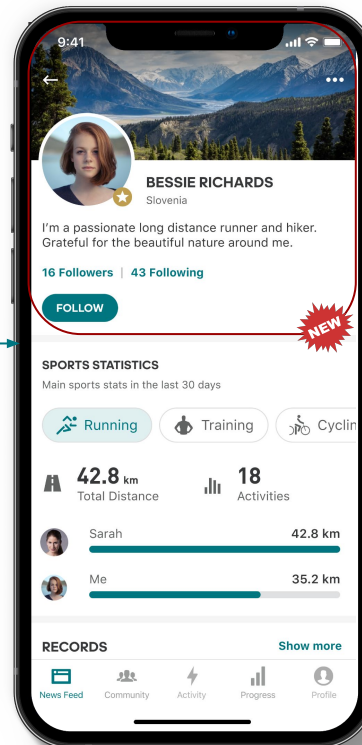 9:41
BESSIE RICHARDS
Slovenia
I'm a passionate long distance runner and hiker.
Grateful for the beautiful nature around me.
16 Followers | 43 Following
FOLLOW
NEW
SPORTS STATISTICS
Main sports stats in the last 30 days
Running
Training
Cyclin
42.8 km
Total Distance
18
Activities
Sarah 42.8 km
Me 35.2 km
RECORDS Show more
News Feed Community Activity Progress Profile